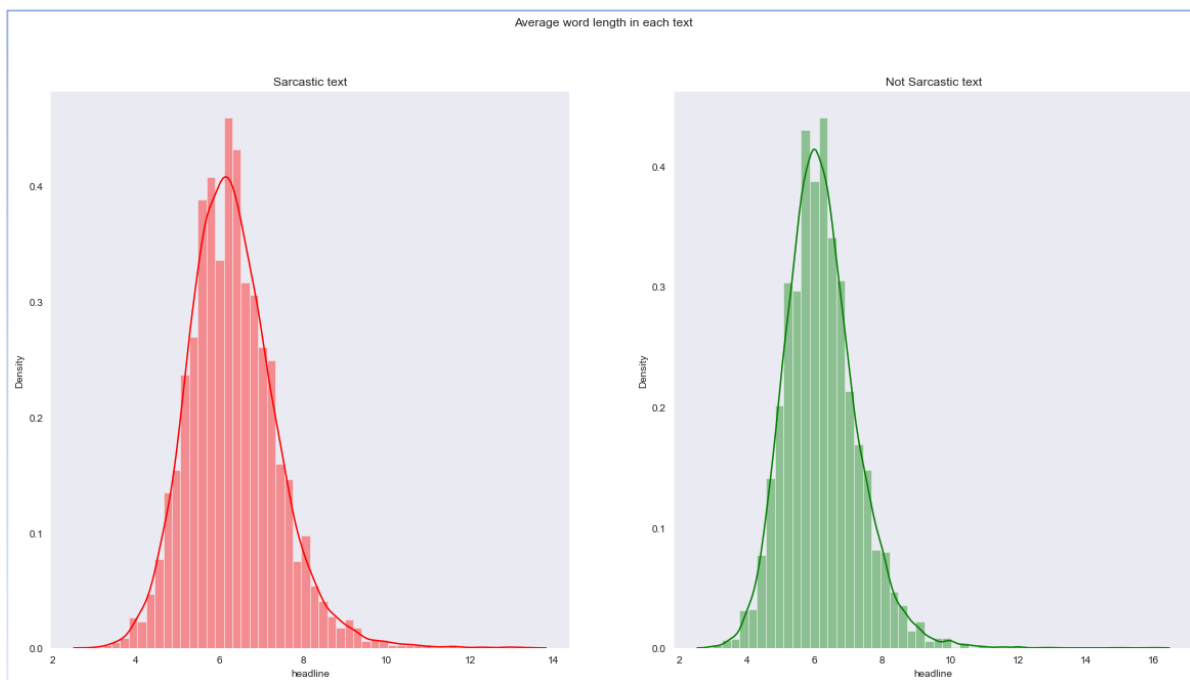 Average word length in each text
Sarcastic text
Density
0.4
0.3
0.2
0.1
0.0
2 4 6 8 10 12 14
headline
Not Sarcastic text
Density
0.4
0.3
0.2
0.1
0.0
2 4 6 8 10 12 14 16
headline